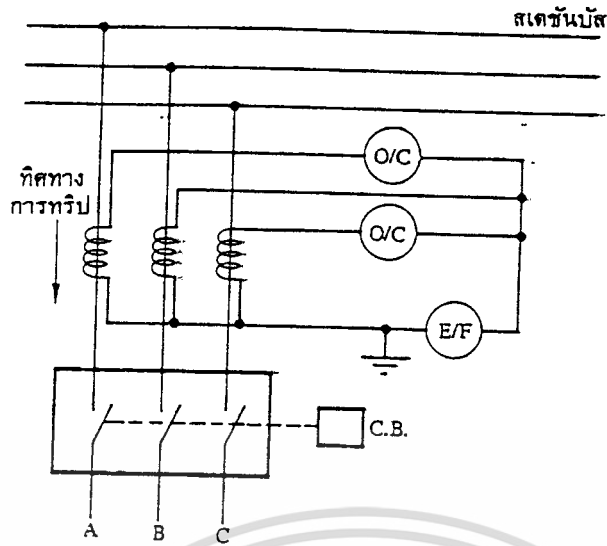 สเตชันบัส
O/C
ทิศทาง
การทริป
O/C
E/F
C.B.
A B C